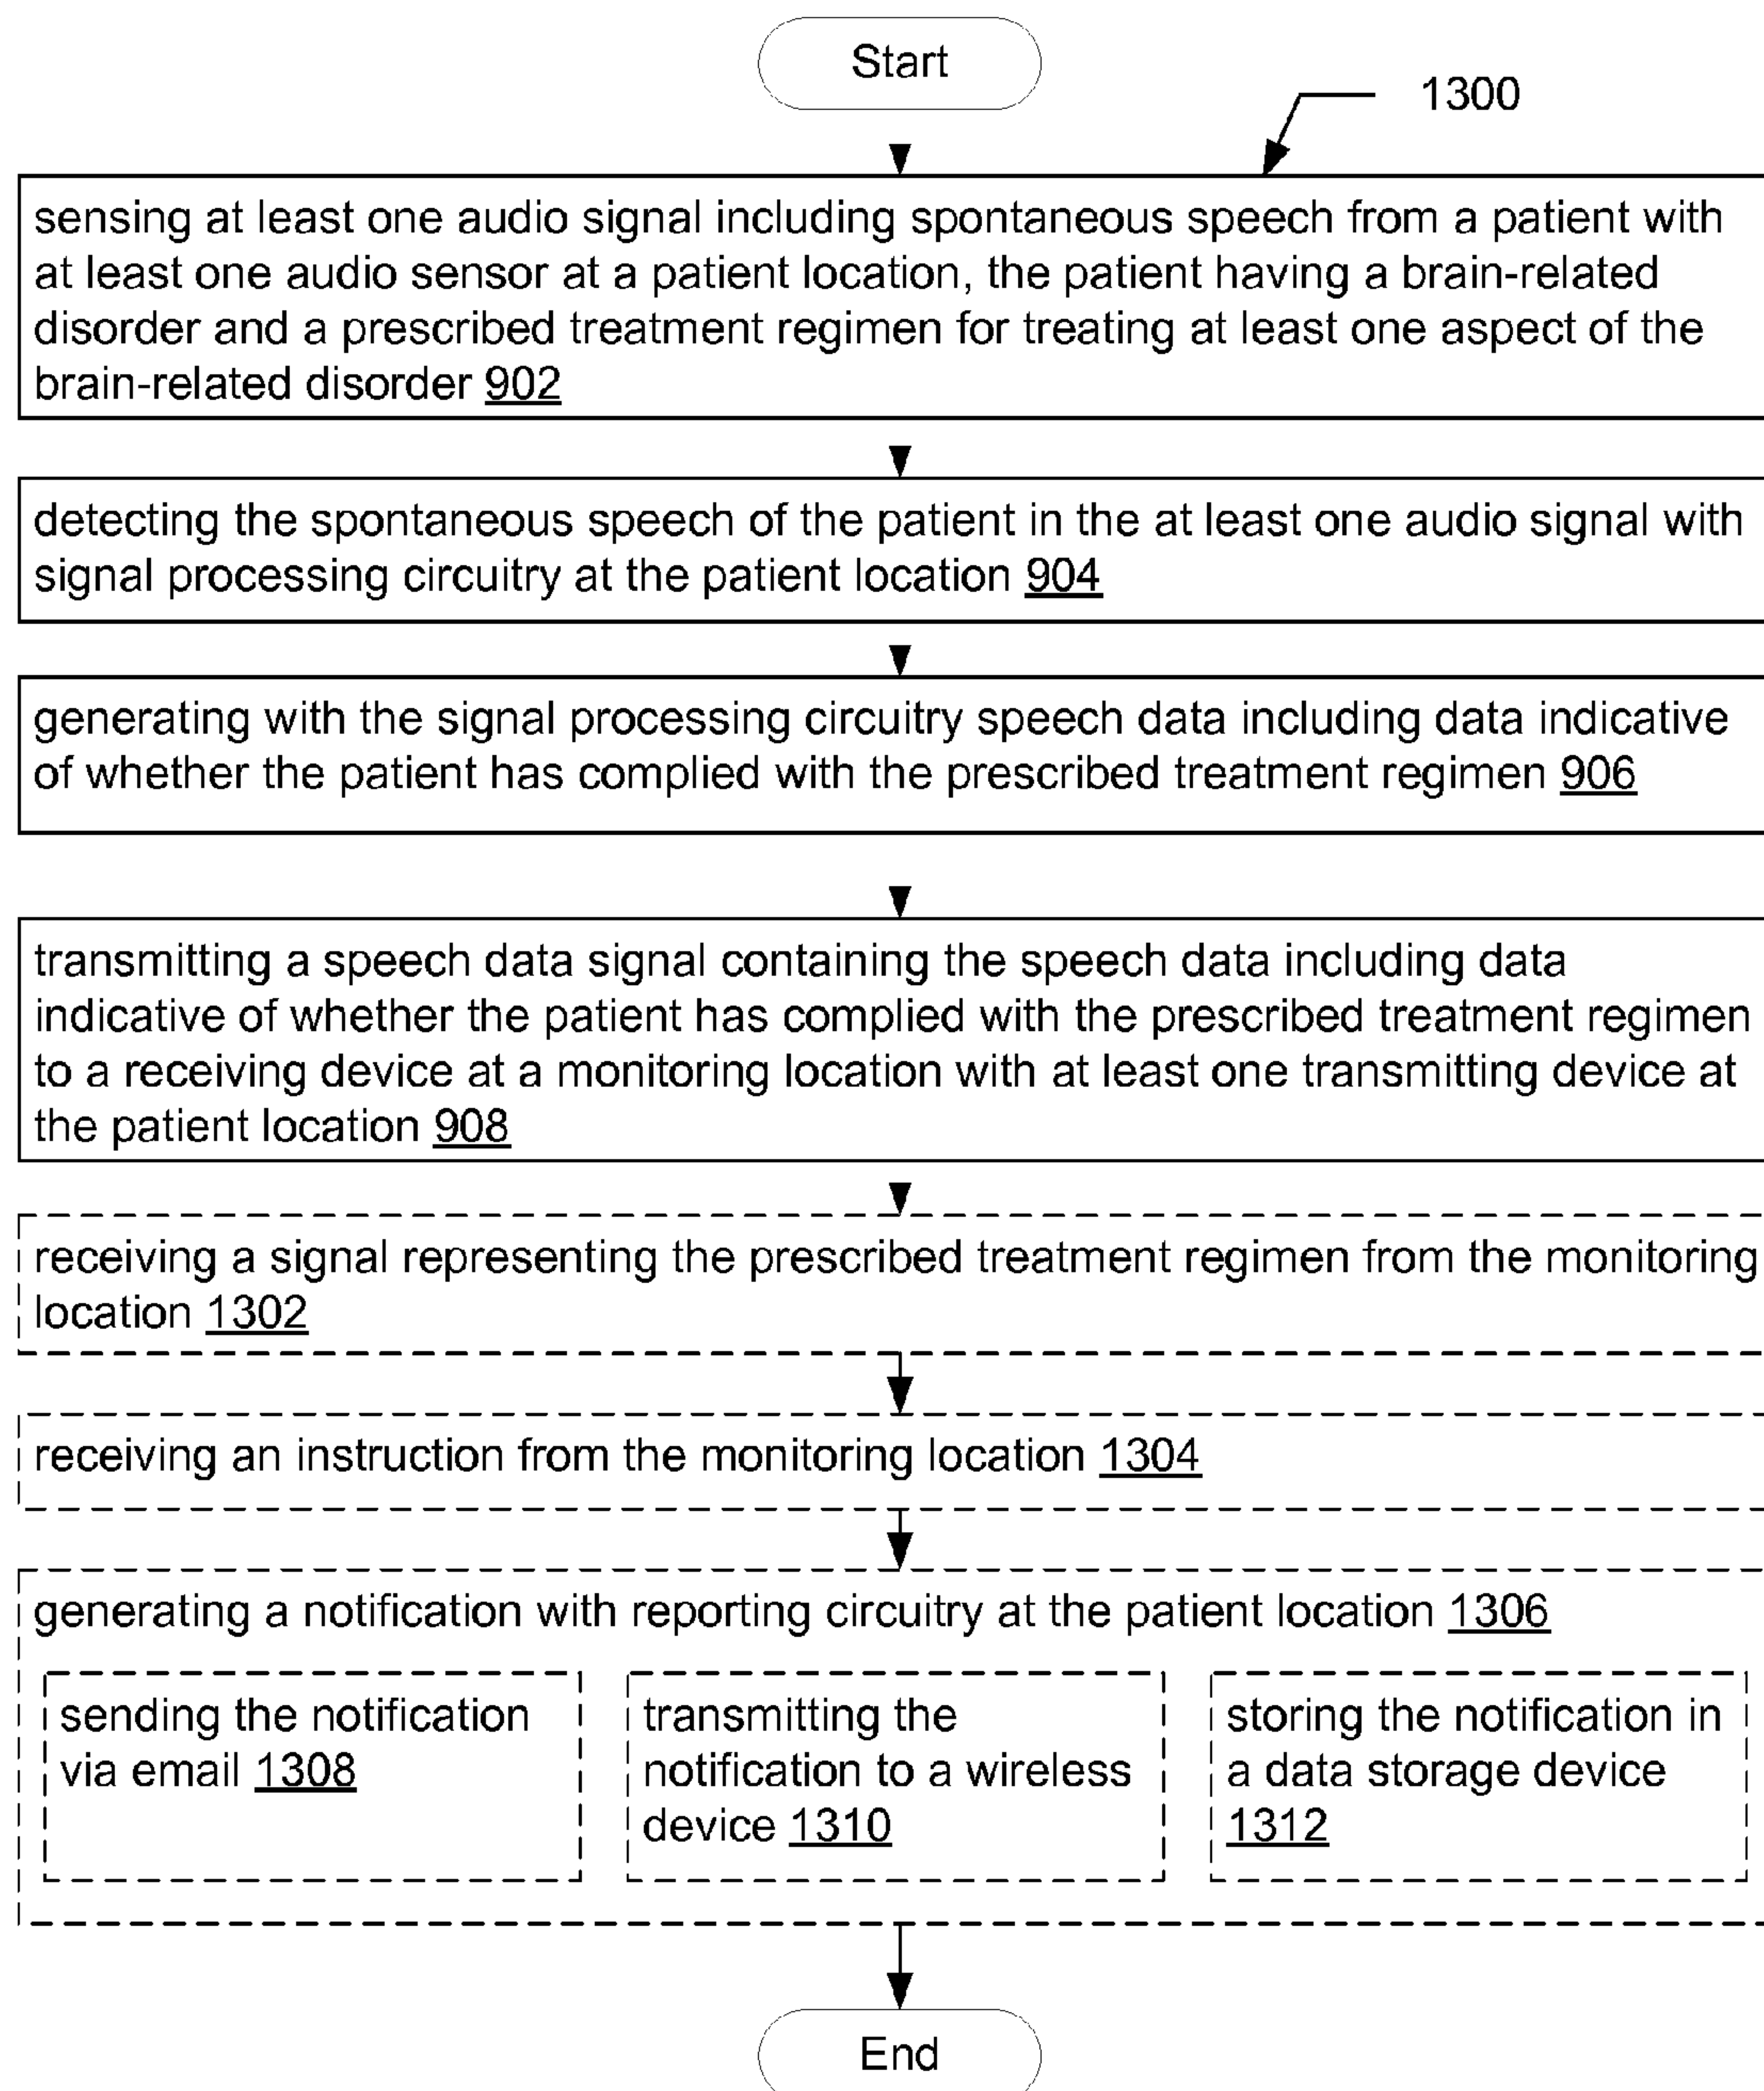 Start
1300
sensing at least one audio signal including spontaneous speech from a patient with
at least one audio sensor at a patient location, the patient having a brain-related
disorder and a prescribed treatment regimen for treating at least one aspect of the
brain-related disorder 902
detecting the spontaneous speech of the patient in the at least one audio signal with
signal processing circuitry at the patient location 904
generating with the signal processing circuitry speech data including data indicative
of whether the patient has complied with the prescribed treatment regimen 906
transmitting a speech data signal containing the speech data including data
indicative of whether the patient has complied with the prescribed treatment regimen
to a receiving device at a monitoring location with at least one transmitting device at
the patient location 908
receiving a signal representing the prescribed treatment regimen from the monitoring
location 1302
receiving an instruction from the monitoring location 1304
generating a notification with reporting circuitry at the patient location 1306
sending the notification
via email 1308
transmitting the
notification to a wireless
device 1310
storing the notification in
a data storage device
1312
End